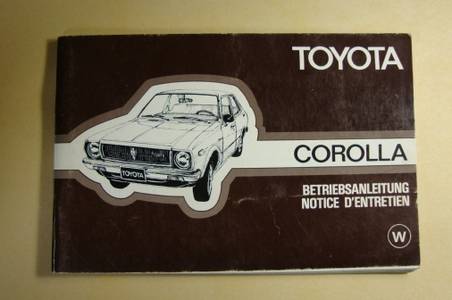 TOYOTA
TOYOTA
COROLLA
BETRIEBSANLEITUNG
NOTICE D'ENTRETIEN
W